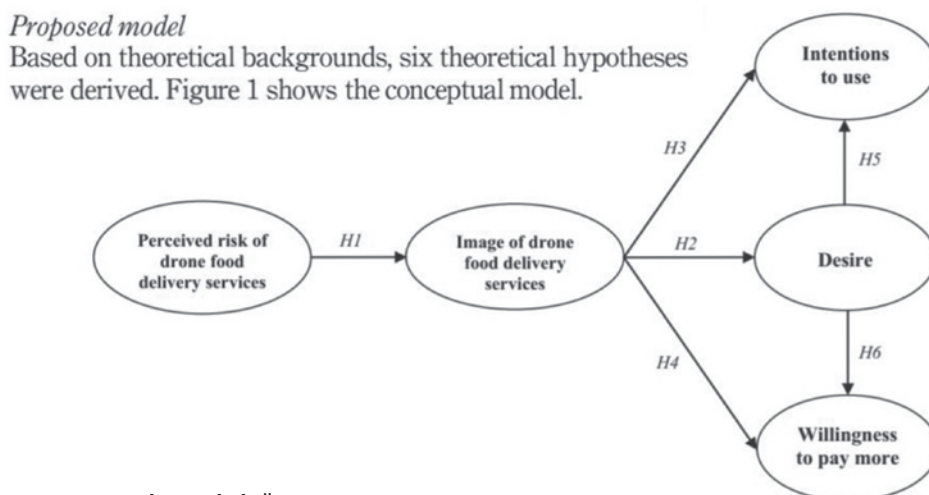 Proposed model
Based on theoretical backgrounds, six theoretical hypotheses
were derived. Figure 1 shows the conceptual model.
Intentions
to use
H3
H5
Perceived risk of
drone food
delivery services
H1
Image of drone
food delivery
services
H2
Desire
H4
H6
Willingness
to pay more